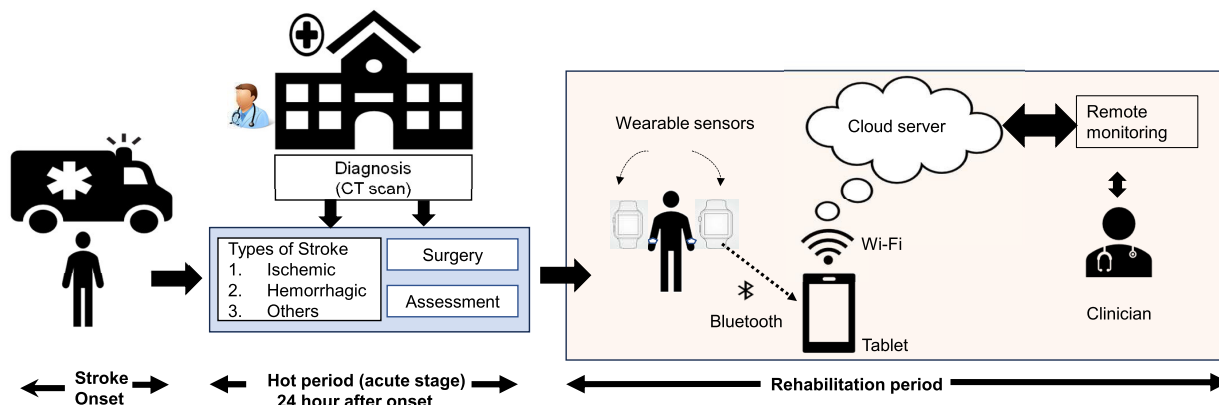 Diagnosis
(CT scan)
Types of Stroke
1. Ischemic
2. Hemorrhagic
3. Others
Surgery
Assessment
Wearable sensors
Cloud server
Remote
monitoring
Wi-Fi
Bluetooth
Tablet
Clinician
Stroke
Onset
Hot period (acute stage)
24 hour after onset
Rehabilitation period